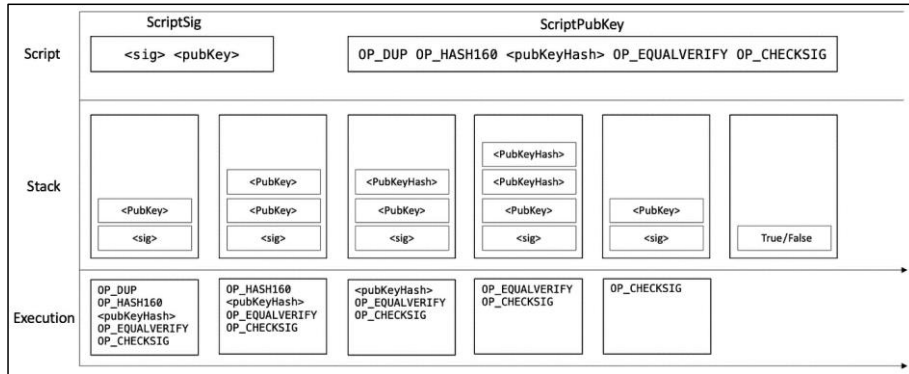 ScriptSig
ScriptPubKey
Script
<sig> <pubKey>
OP_DUP OP_HASH160 <pubKeyHash> OP_EQUALVERIFY OP_CHECKSIG
Stack
<PubKey>
<sig>
<PubKey>
<PubKey>
<sig>
<PubKeyHash>
<PubKey>
<sig>
<PubKeyHash>
<PubKeyHash>
<PubKey>
<sig>
<PubKey>
<sig>
True/False
Execution
OP_DUP
OP_HASH160
<pubKeyHash>
OP_EQUALVERIFY
OP_CHECKSIG
OP_HASH160
<pubKeyHash>
OP_EQUALVERIFY
OP_CHECKSIG
<pubKeyHash>
OP_EQUALVERIFY
OP_CHECKSIG
OP_EQUALVERIFY
OP_CHECKSIG
OP_CHECKSIG